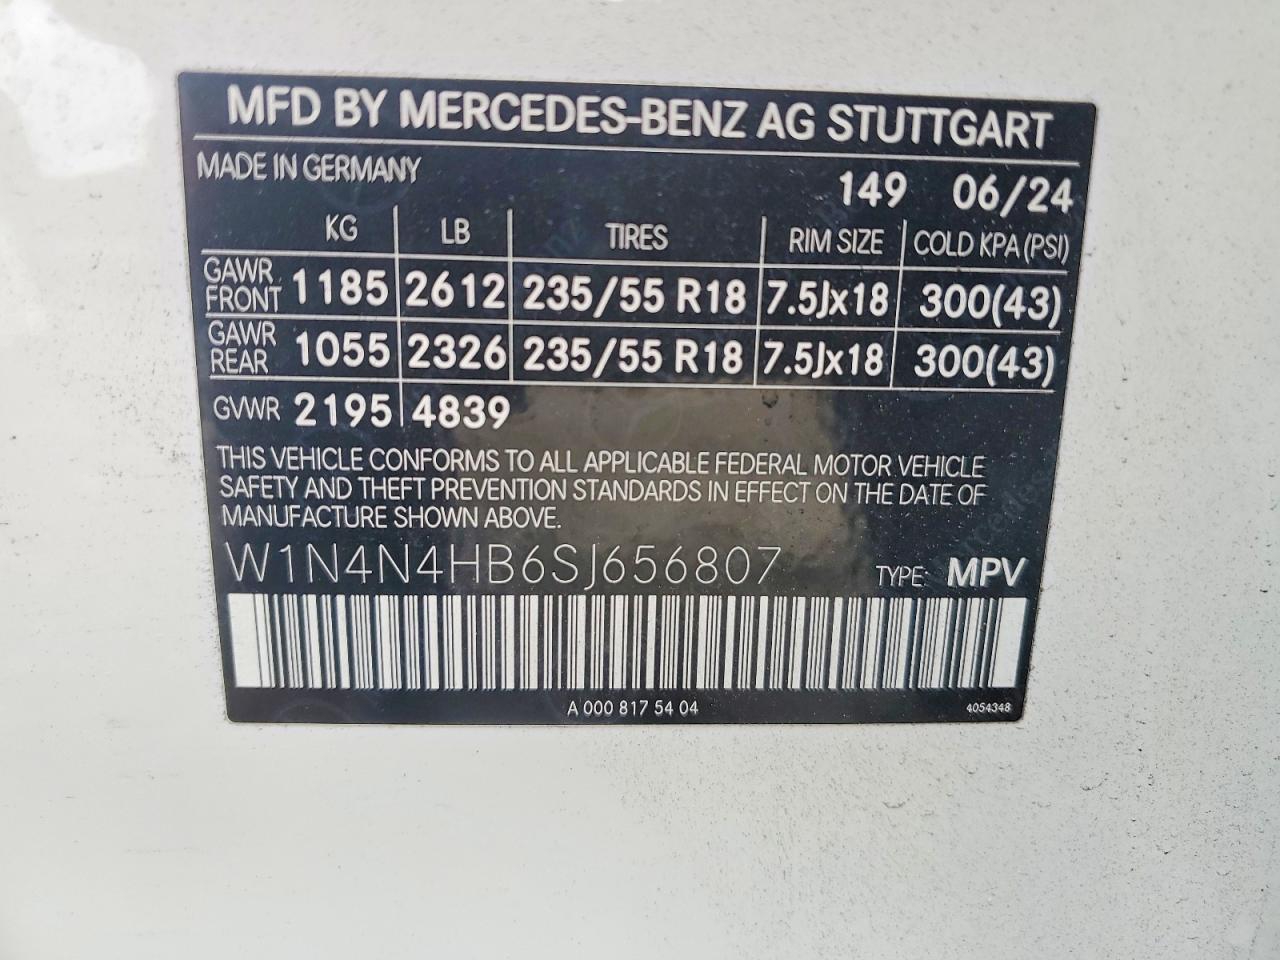 MFD BY MERCEDES-BENZ AG STUTTGART
MADE IN GERMANY
149 06/24
KG LB TIRES RIM SIZE COLD KPA (PSI)
GAWR FRONT 1185 2612 235/55 R18 7.5Jx18 300(43)
GAWR REAR 1055 2326 235/55 R18 7.5Jx18 300(43)
GVWR 2195 4839
THIS VEHICLE CONFORMS TO ALL APPLICABLE FEDERAL MOTOR VEHICLE
SAFETY AND THEFT PREVENTION STANDARDS IN EFFECT ON THE DATE OF
MANUFACTURE SHOWN ABOVE.
W1N4N4HB6SJ656807 TYPE: MPV
A 000 817 54 04
4054348